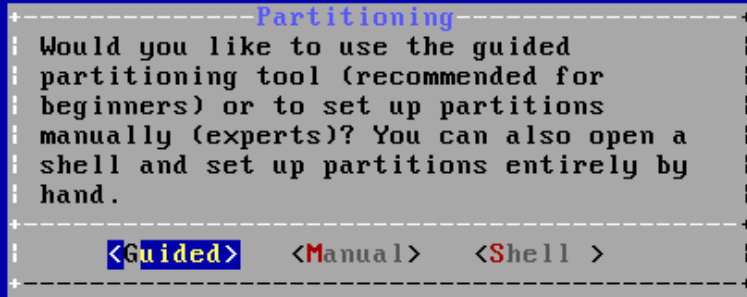 Partitioning
Would you like to use the guided
partitioning tool (recommended for
beginners) or to set up partitions
manually (experts)? You can also open a
shell and set up partitions entirely by
hand.
<Guided> <Manual> <Shell >